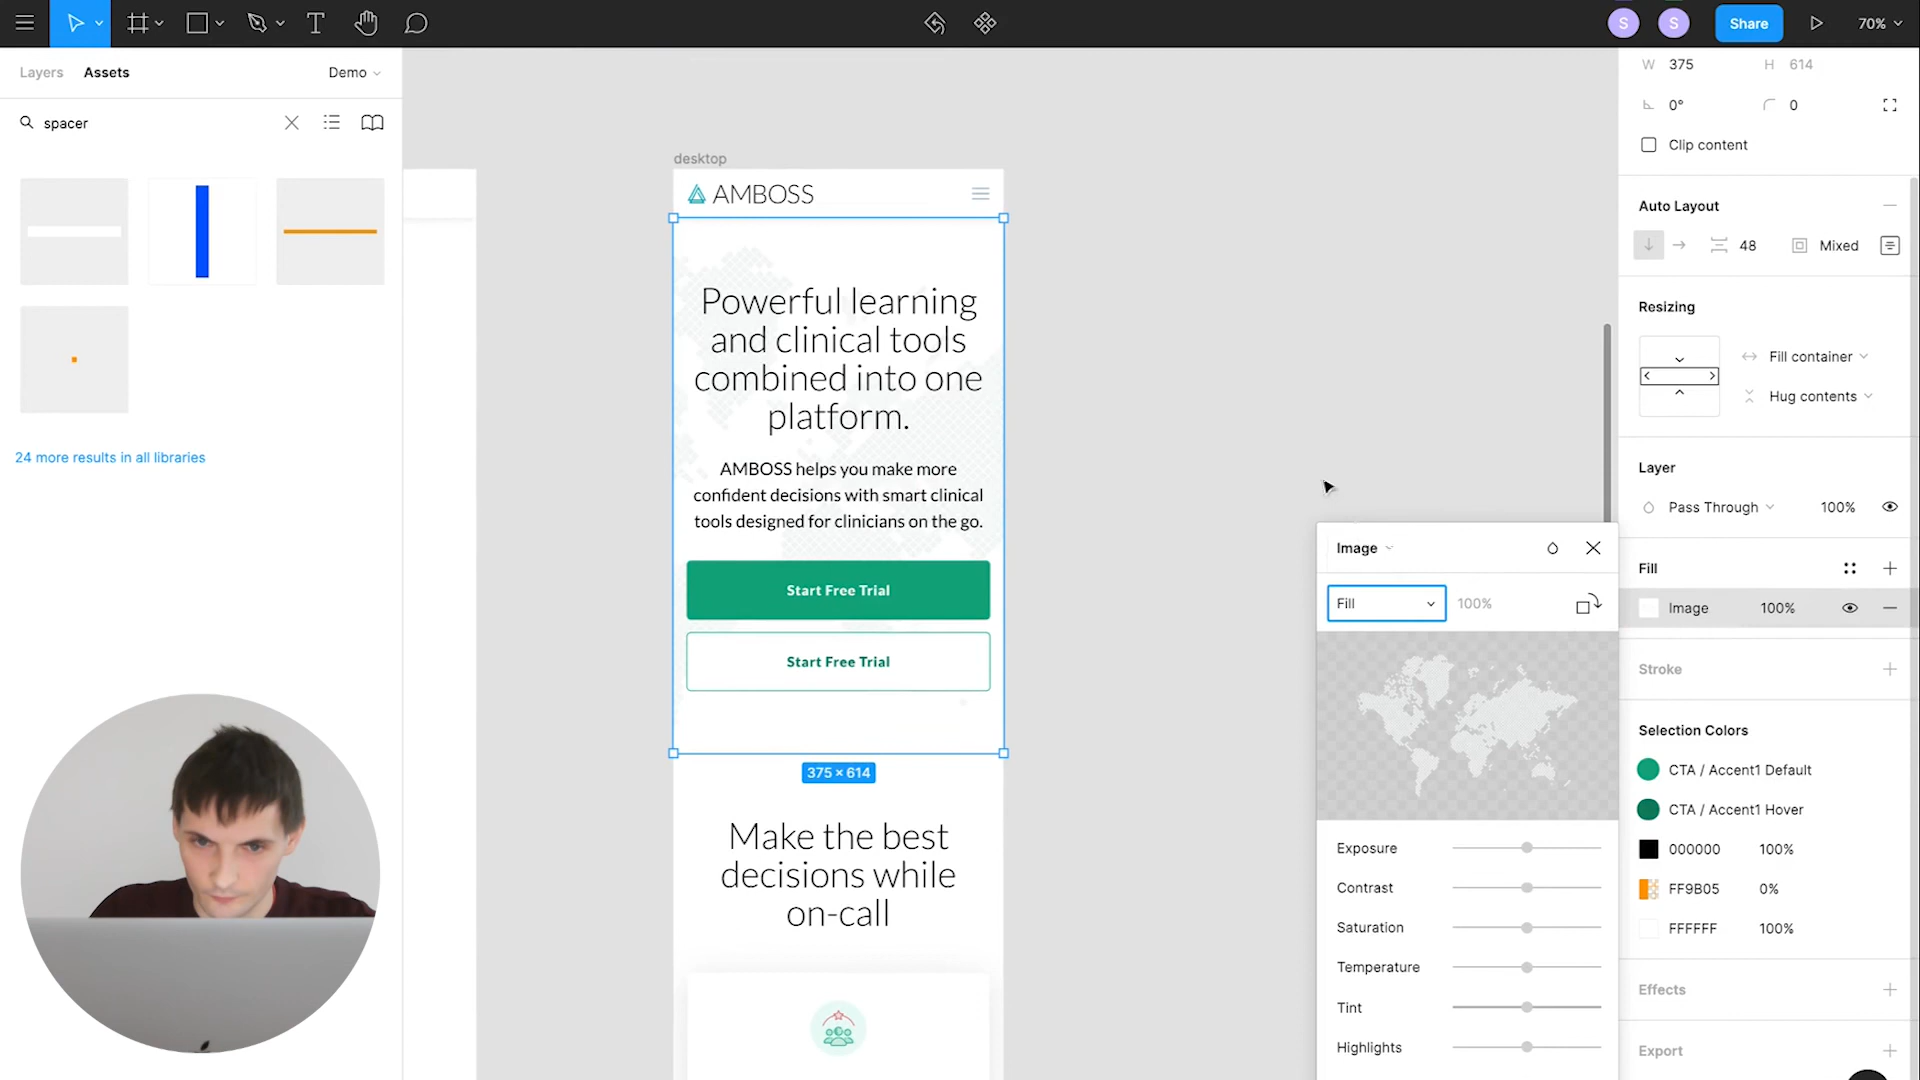 S
S
Share
70%
Layers
Assets
Demo
spacer
24 more results in all libraries
desktop
AMBOSS
Powerful learning
and clinical tools
combined into one
platform.
AMBOSS helps you make more
confident decisions with smart clinical
tools designed for clinicians on the go.
Start Free Trial
Start Free Trial
375 × 614
Make the best
decisions while
on-call
Image
Fill
100%
Exposure
Contrast
Saturation
Temperature
Tint
Highlights
W 375 H 614
0° 0
Clip content
Auto Layout
48 Mixed
Resizing
Fill container
Hug contents
Layer
Pass Through 100%
Fill
Image 100%
Stroke
Selection Colors
CTA / Accent1 Default
CTA / Accent1 Hover
000000 100%
FF9B05 0%
FFFFFF 100%
Effects
Export